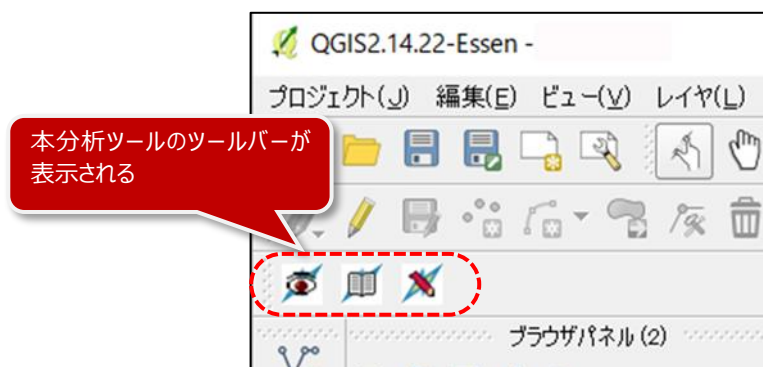 QGIS2.14.22-Essen -
プロジェクト(J) 編集(E) ビュー(V) レイヤ(L)
本分析ツールのツールバーが
表示される
ブラウザパネル (2)